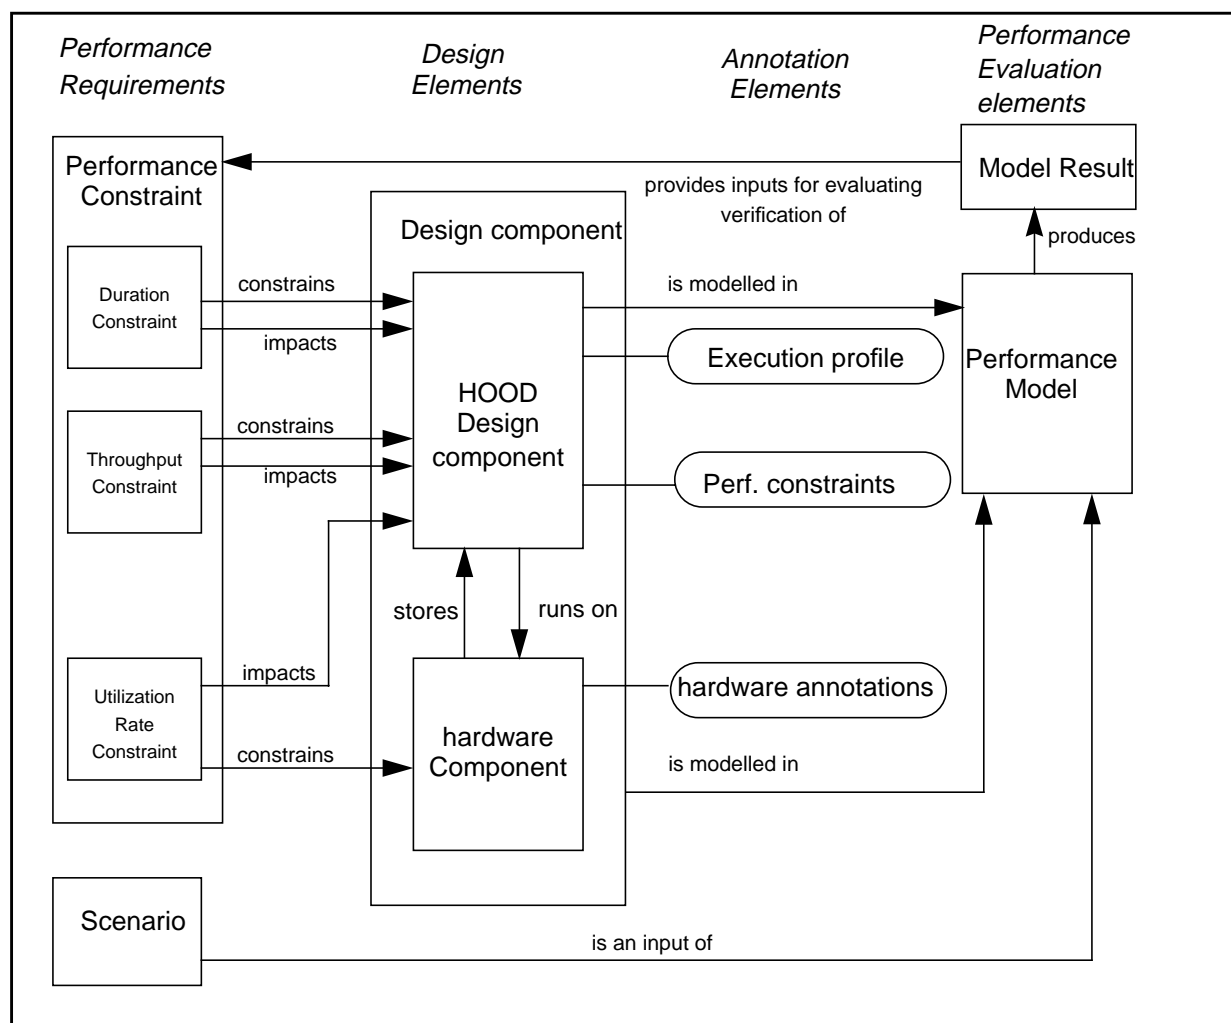 Performance
Requirements
Design
Elements
Annotation
Elements
Performance
Evaluation
elements
Performance
Constraint
Model Result
provides inputs for evaluating
verification of
produces
Design component
Duration
Constraint
constrains
impacts
is modelled in
Execution profile
Performance
Model
HOOD
Design
component
Throughput
Constraint
constrains
impacts
Perf. constraints
stores
runs on
Utilization
Rate
Constraint
impacts
constrains
hardware
Component
hardware annotations
is modelled in
Scenario
is an input of